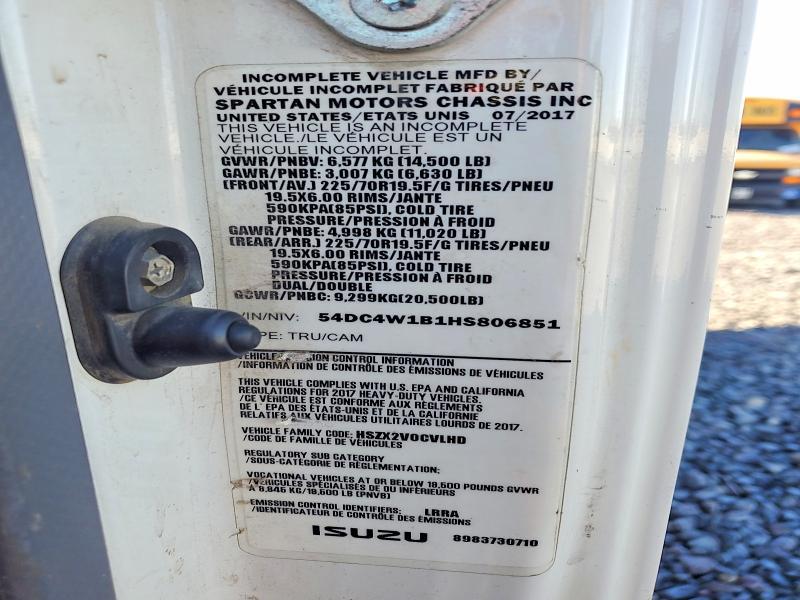 INCOMPLETE VEHICLE MFD BY/
VÉHICULE INCOMPLET FABRIQUÉ PAR
SPARTAN MOTORS CHASSIS INC
UNITED STATES/ETATS UNIS 07/2017
THIS VEHICLE IS AN INCOMPLETE
VEHICLE/LE VÉHICULE EST UN
VÉHICULE INCOMPLET.
GVWR/PNBV: 6,577 KG (14,500 LB)
GAWR/PNBE: 3,007 KG (6,630 LB)
(FRONT/AV.) 225/70R19.5F/G TIRES/PNEU
19.5X6.00 RIMS/JANTE
590KPA(85PSI), COLD TIRE
PRESSURE/PRESSION À FROID
GAWR/PNBE: 4,998 KG (11,020 LB)
(REAR/ARR.) 225/70R19.5F/G TIRES/PNEU
19.5X6.00 RIMS/JANTE
590KPA(85PSI), COLD TIRE
PRESSURE/PRESSION À FROID
DUAL/DOUBLE
GCWR/PNBC: 9,299KG(20,500LB)
VIN/NIV: 54DC4W1B1HS806851
TYPE: TRU/CAM
VEHICLE EMISSION CONTROL INFORMATION
/INFORMATION DE CONTRÔLE DES ÉMISSIONS DE VÉHICULES
THIS VEHICLE COMPLIES WITH U.S. EPA AND CALIFORNIA
REGULATIONS FOR 2017 HEAVY-DUTY VEHICLES.
/CE VÉHICULE EST CONFORME AUX RÈGLEMENTS
DE L' EPA DES ÉTATS-UNIS ET DE LA CALIFORNIE
RELATIFS AUX VÉHICULES UTILITAIRES LOURDS DE 2017.
VEHICLE FAMILY CODE: HSZX2VOCVLHD
/CODE DE FAMILLE DE VÉHICULES
REGULATORY SUB CATEGORY
/SOUS-CATÉGORIE DE RÉGLEMENTATION:
VOCATIONAL VEHICLES AT OR BELOW 19,500 POUNDS GVWR
/VÉHICULES SPÉCIALISÉS DE OU INFÉRIEURS
À 8,845 KG/19,500 LB (PNVB)
EMISSION CONTROL IDENTIFIERS: LRRA
/IDENTIFICATEUR DE CONTRÔLE DES ÉMISSIONS
ISUZU 8983730710